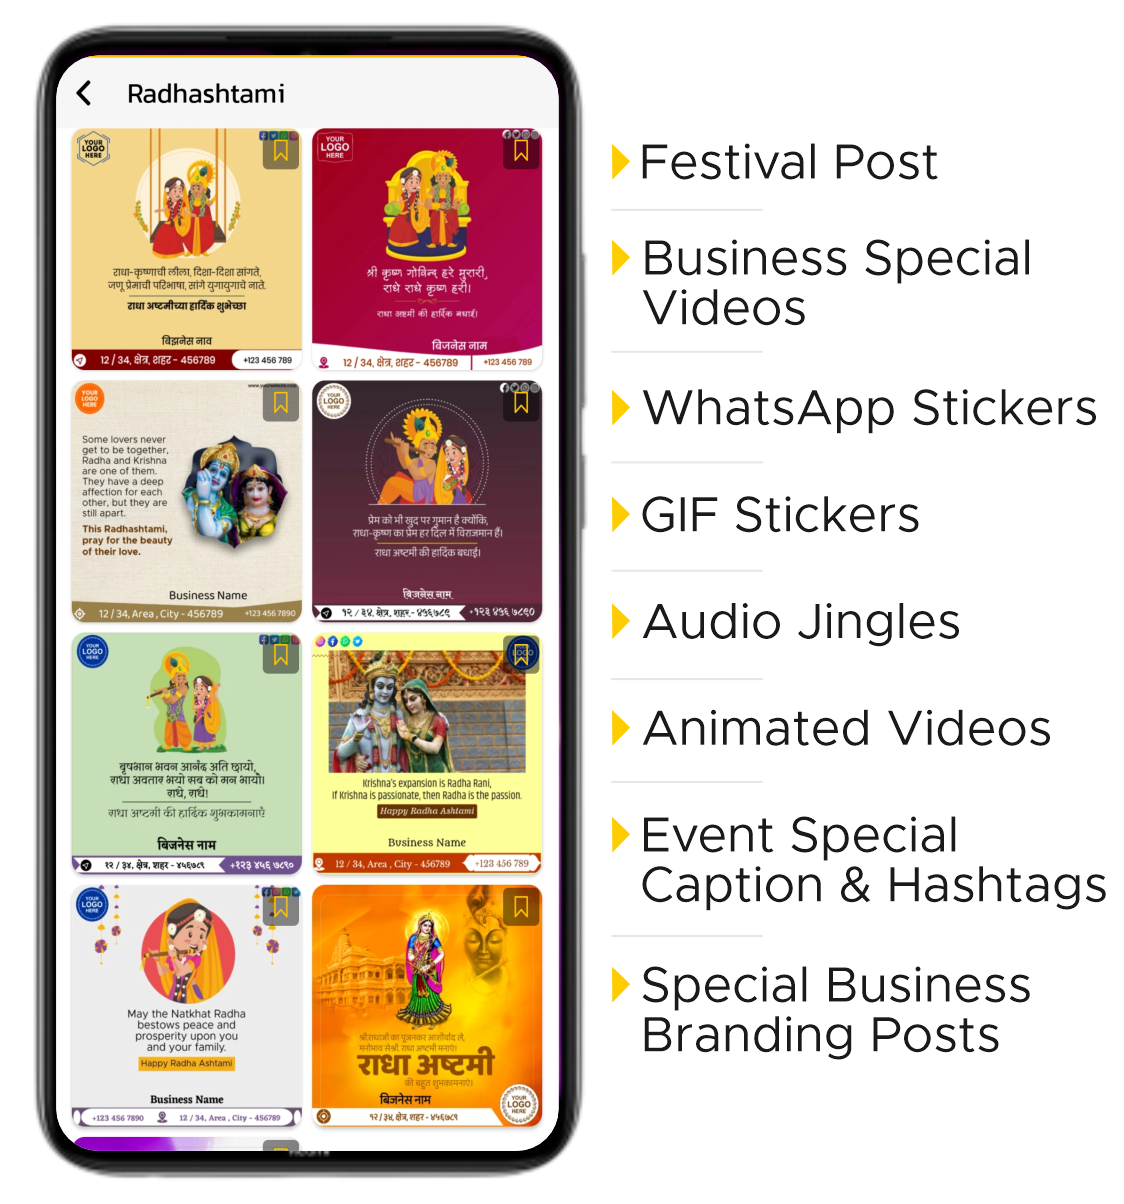 Radhashtami
YOUR
LOGO
HERE
राधा-कृष्णाची लीला, दिशा-दिशा सांगते,
जणू प्रेमाची परिभाषा, सांगे युगायुगाचे नाते.
राधा अष्टमीच्या हार्दिक शुभेच्छा
बिझनेस नाव
12 / 34, क्षेत्र, शहर - 456789
+123 456 789
YOUR
LOGO
HERE
श्री कृष्ण गोविन्द हरे मुरारी,
राधे राधे कृष्ण हरी।
राधा अष्टमी की हार्दिक बधाई।
बिजनेस नाम
12 / 34, क्षेत्र, शहर - 456789
+123 456 789
YOUR
LOGO
HERE
www.yourwebsite.com
Some lovers never
get to be together,
Radha and Krishna
are one of them.
They have a deep
affection for each
other, but they are
still apart.
This Radhashtami,
pray for the beauty
of their love.
Business Name
12 / 34, Area , City - 456789
+123 456 7890
YOUR
LOGO
HERE
प्रेम को भी खुद पर गुमान है क्योंकि,
राधा-कृष्ण का प्रेम हर दिल में विराजमान हैं।
राधा अष्टमी की हार्दिक बधाई।
बिजनेस नाम
१२ / ३४, क्षेत्र, शहर - ४५६७८९
+१२३ ४५६ ७८९०
YOUR
LOGO
HERE
बृषभान भवन आनंद अति छायो,
राधा अवतार भयो सब को मन भायौ।
राधे, राधे!
राधा अष्टमी की हार्दिक शुभकामनाएँ
बिजनेस नाम
१२ / ३४, क्षेत्र, शहर - ४५६७८९
+१२३ ४५६ ७८९०
LOGO
Krishna's expansion is Radha Rani,
If Krishna is passionate, then Radha is the passion.
Happy Radha Ashtami
Business Name
12 / 34, Area , City - 456789
+123 456 789
YOUR
LOGO
HERE
May the Natkhat Radha
bestows peace and
prosperity upon you
and your family.
Happy Radha Ashtami
Business Name
+123 456 7890
12 / 34, Area , City - 456789
श्री राधाजी का पूजनकर आशीर्वाद ले,
मनोभाव से श्री. राधा अष्टमी मनाएं।
राधा अष्टमी
की बहुत शुभकामनाएं।
बिजनेस नाम
१२ / ३४, क्षेत्र, शहर - ४५६७८९
YOUR
LOGO
HERE
Festival Post
Business Special
Videos
WhatsApp Stickers
GIF Stickers
Audio Jingles
Animated Videos
Event Special
Caption & Hashtags
Special Business
Branding Posts